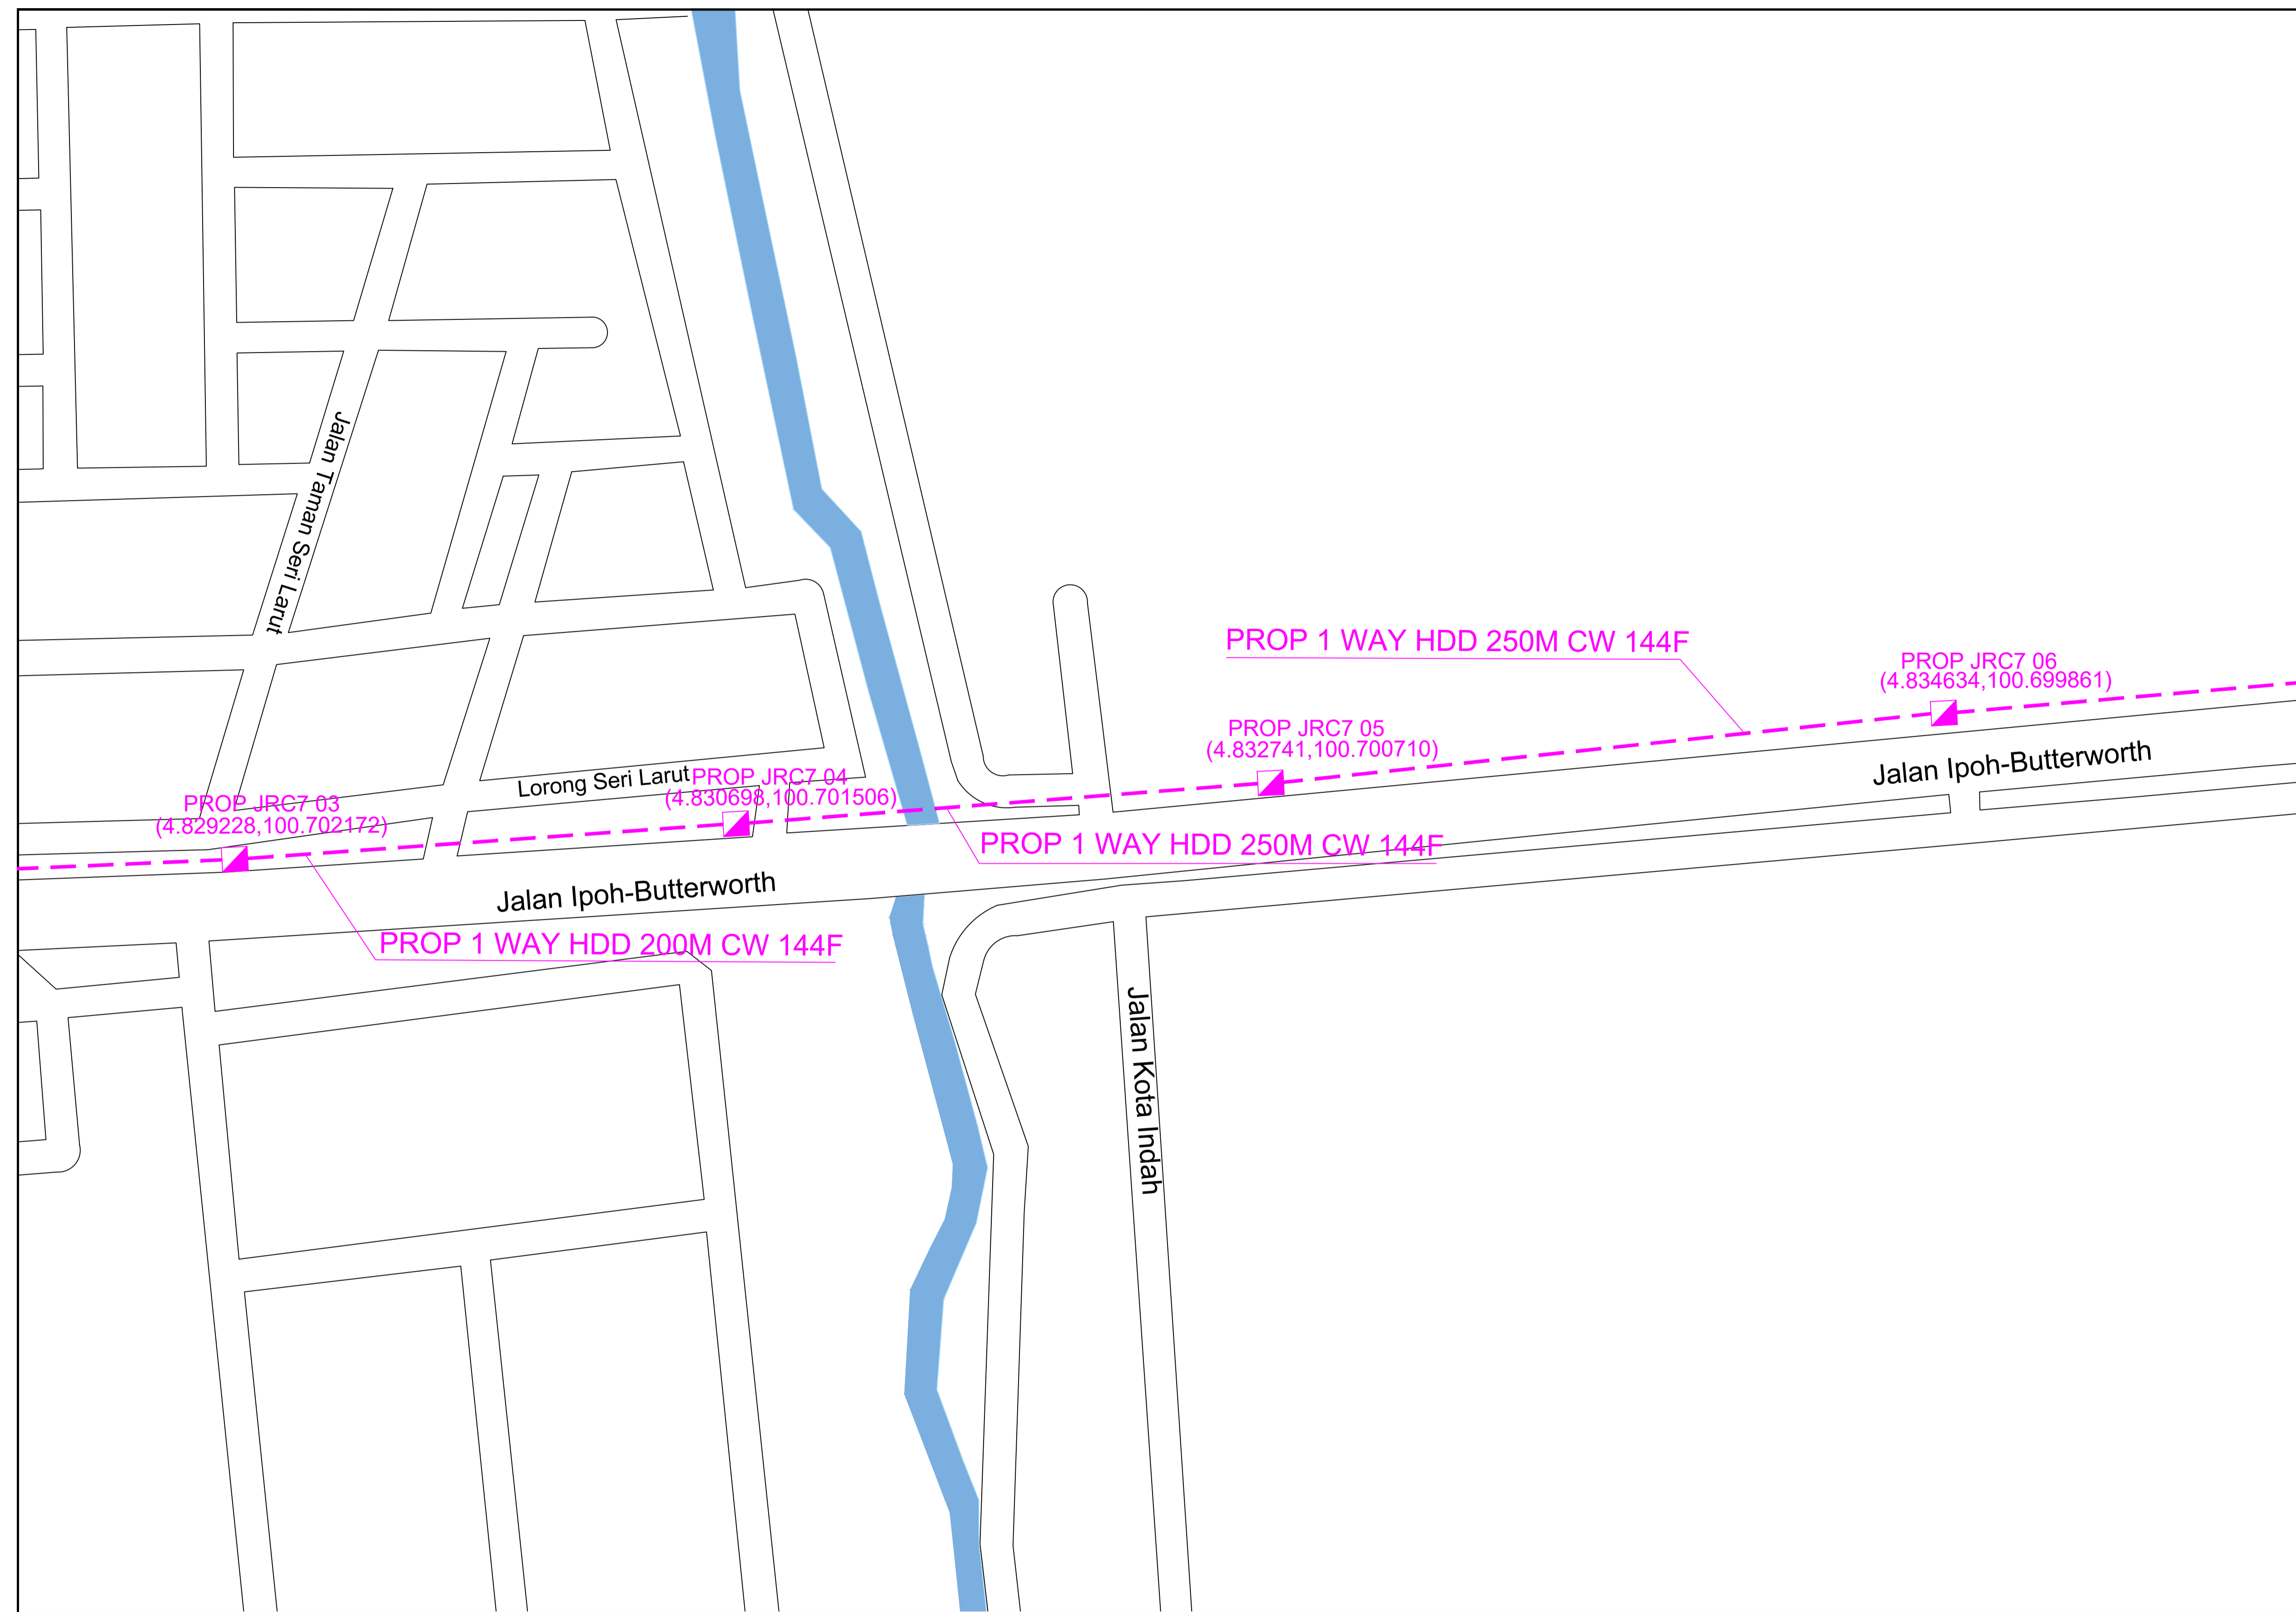 Jalan Taman Seri Larut
PROP 1 WAY HDD 250M CW 144F
PROP JRC7 06
(4.834634,100.699861)
PROP JRC7 05
(4.832741,100.700710)
Jalan Ipoh-Butterworth
Lorong Seri Larut
PROP JRC7 04
(4.830698,100.701506)
PROP JRC7 03
(4.829228,100.702172)
PROP 1 WAY HDD 250M CW 144F
Jalan Ipoh-Butterworth
PROP 1 WAY HDD 200M CW 144F
Jalan Kota Indah